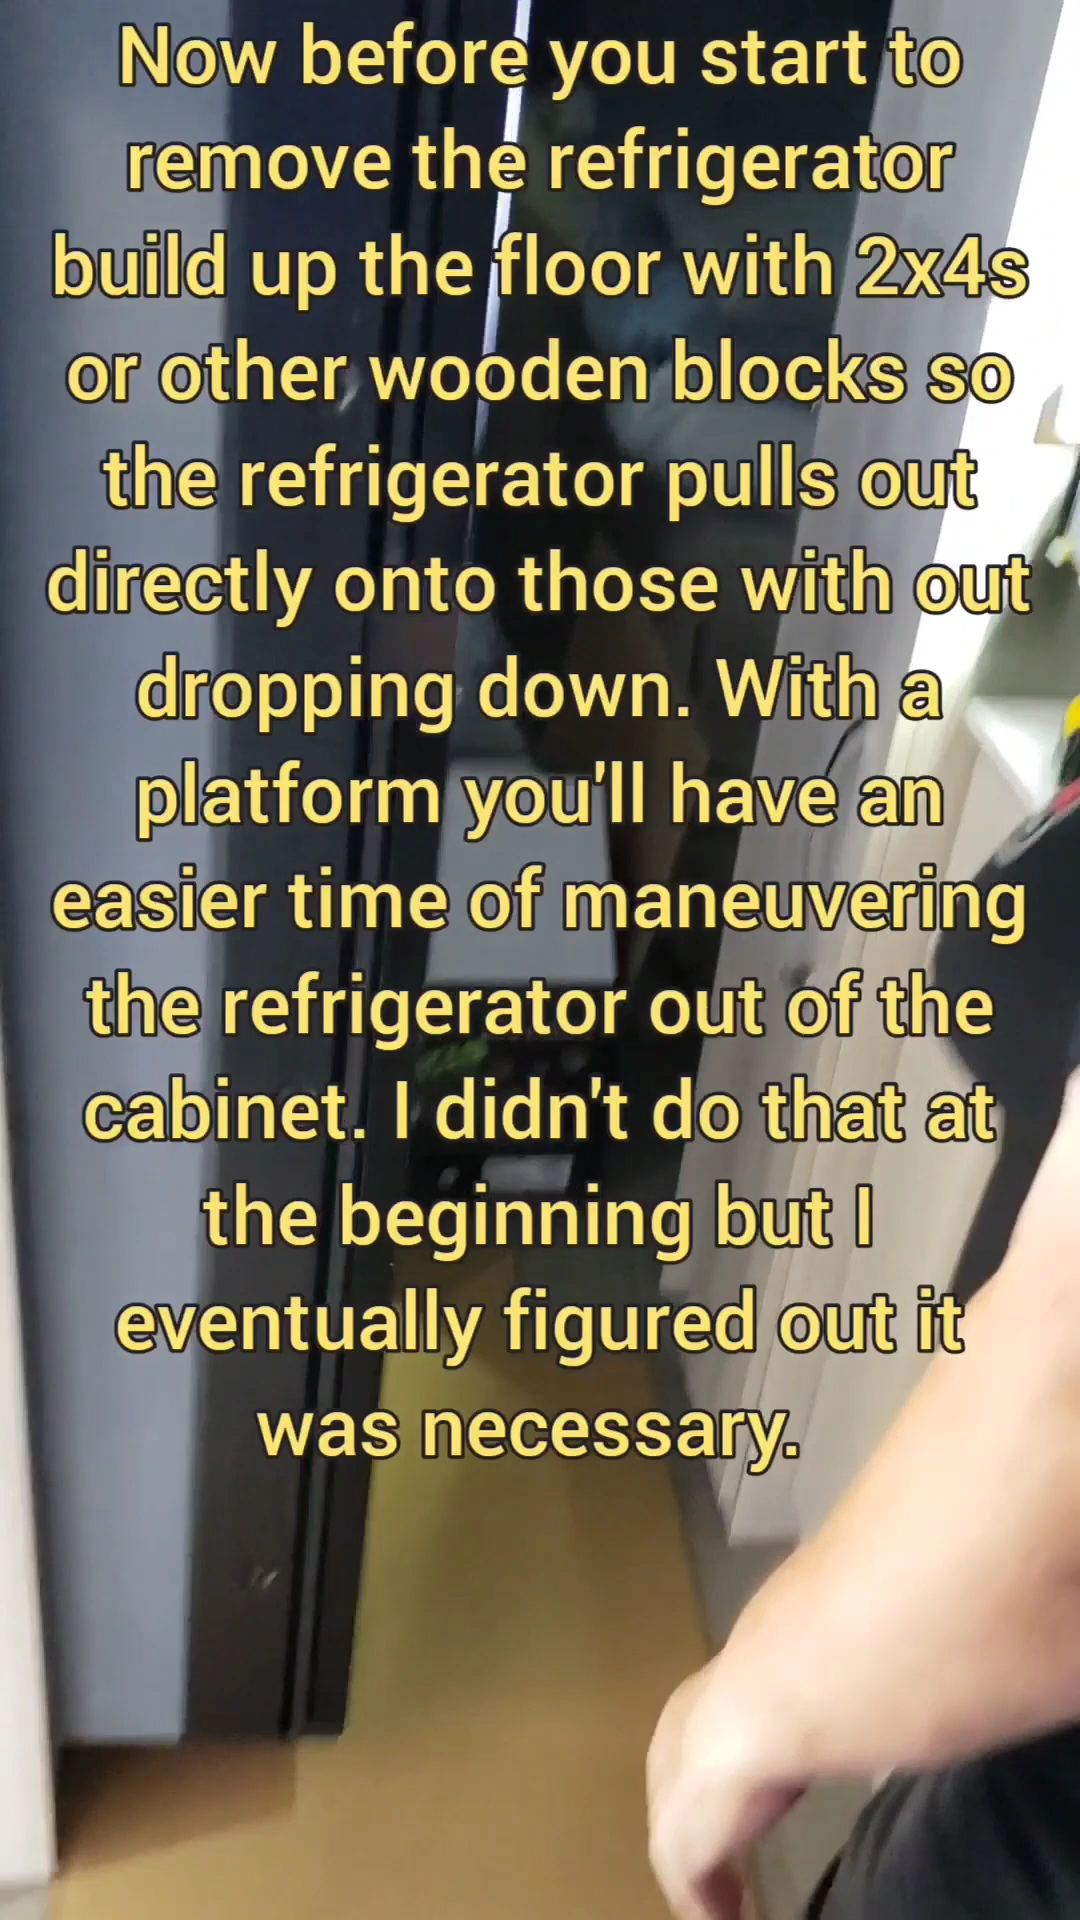 Now before you start to
remove the refrigerator
build up the floor with 2x4s
or other wooden blocks so
the refrigerator pulls out
directly onto those with out
dropping down. With a
platform you'll have an
easier time of maneuvering
the refrigerator out of the
cabinet. I didn't do that at
the beginning but I
eventually figured out it
was necessary.